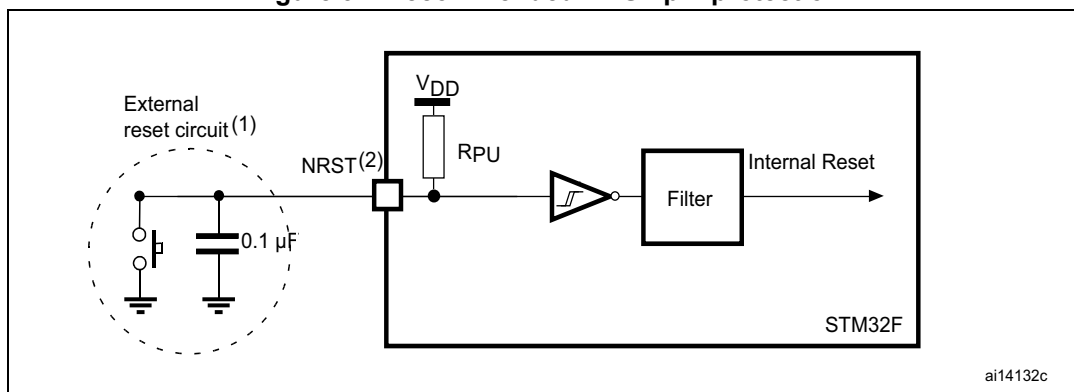 External
reset circuit(1)
VDD
RPU
NRST(2)
0.1 µF
Filter
Internal Reset
STM32F
ai14132c